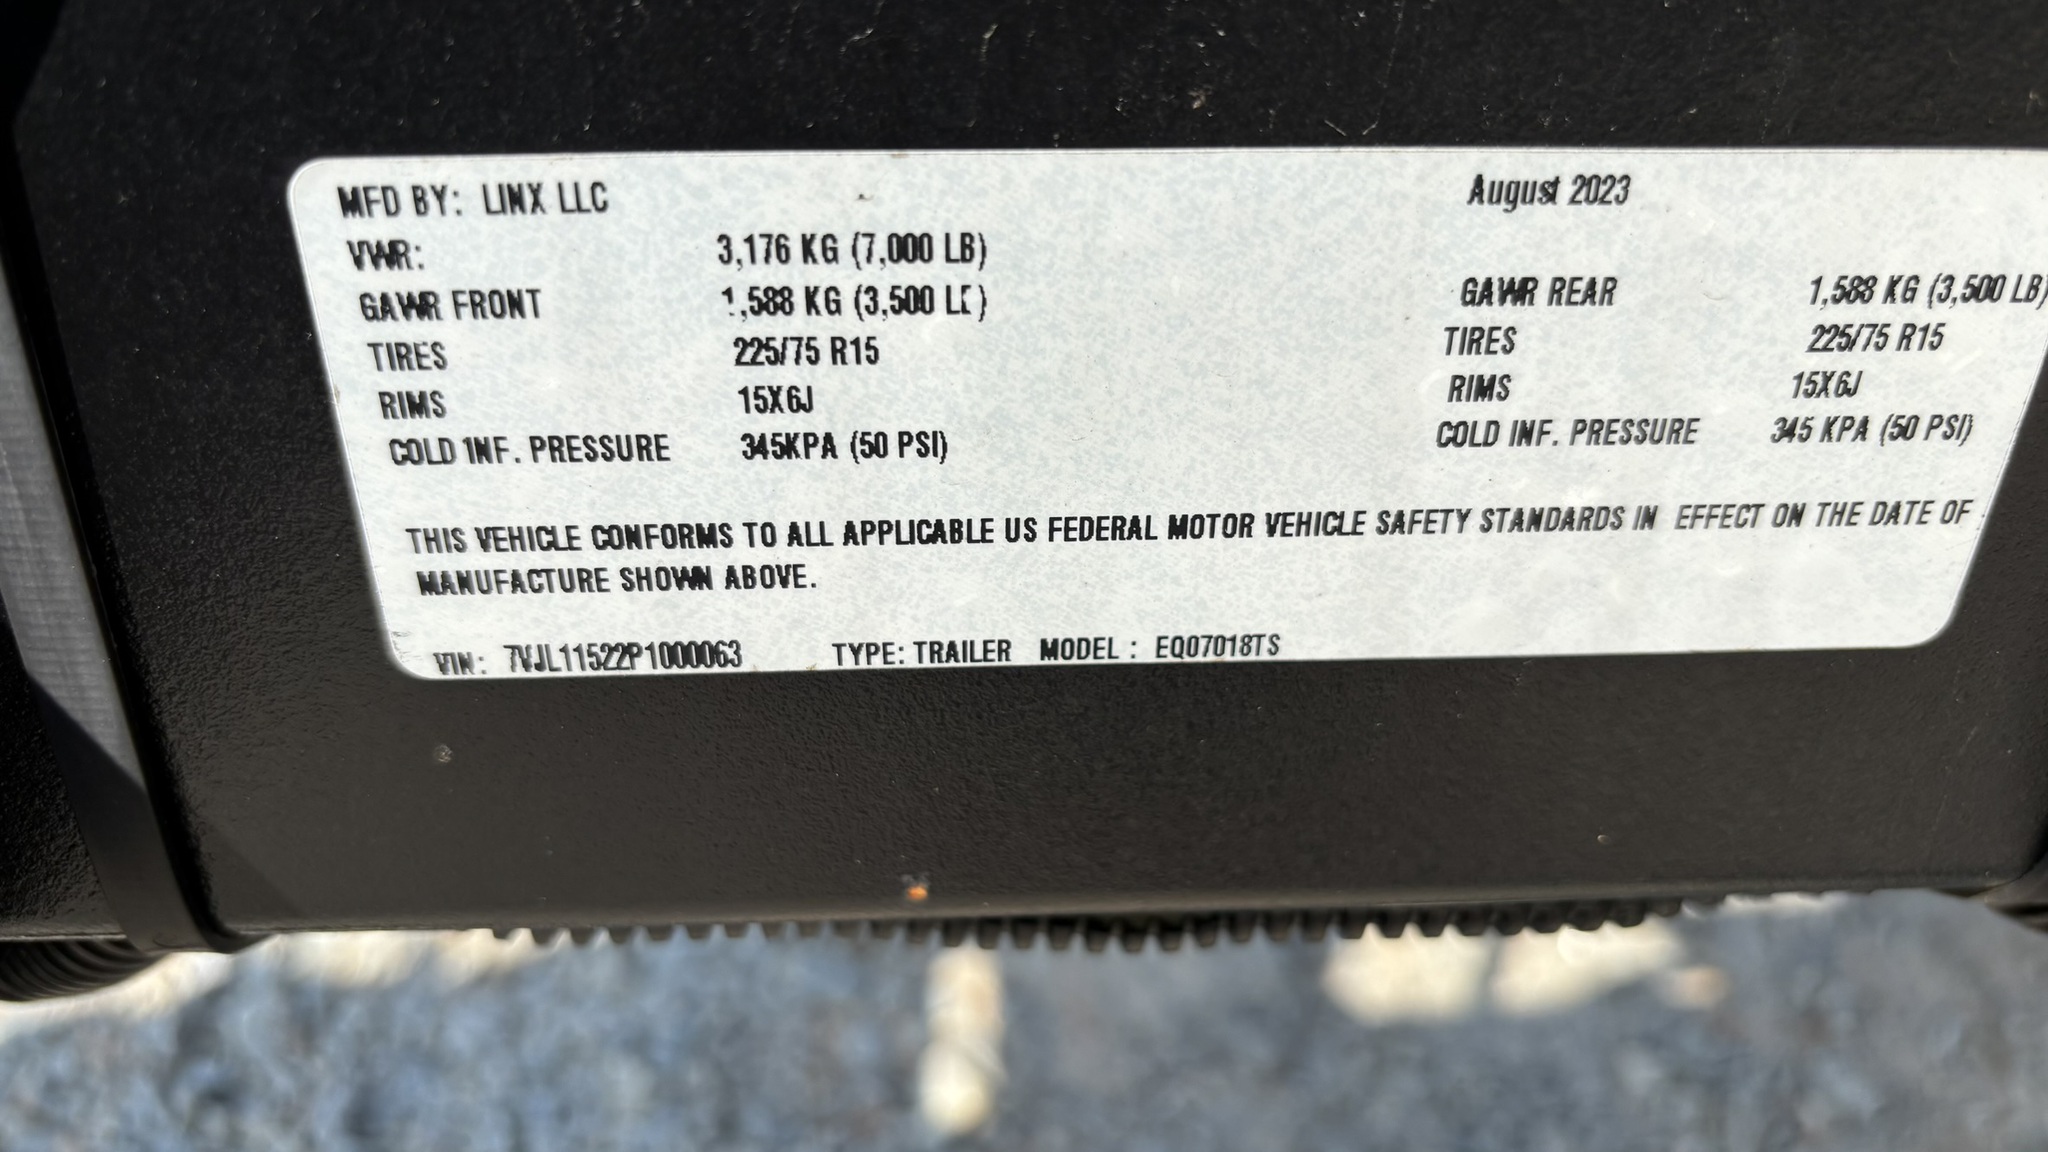 MFD BY: LINX LLC August 2023
VWR: 3,176 KG (7,000 LB)
GAWR FRONT 1,588 KG (3,500 LB) GAWR REAR 1,588 KG (3,500 LB)
TIRES 225/75 R15 TIRES 225/75 R15
RIMS 15X6J RIMS 15X6J
COLD INF. PRESSURE 345KPA (50 PSI) COLD INF. PRESSURE 345 KPA (50 PSI)
THIS VEHICLE CONFORMS TO ALL APPLICABLE US FEDERAL MOTOR VEHICLE SAFETY STANDARDS IN EFFECT ON THE DATE OF
MANUFACTURE SHOWN ABOVE.
VIN: 7VJL11522P1000063 TYPE: TRAILER MODEL : EQ07018TS